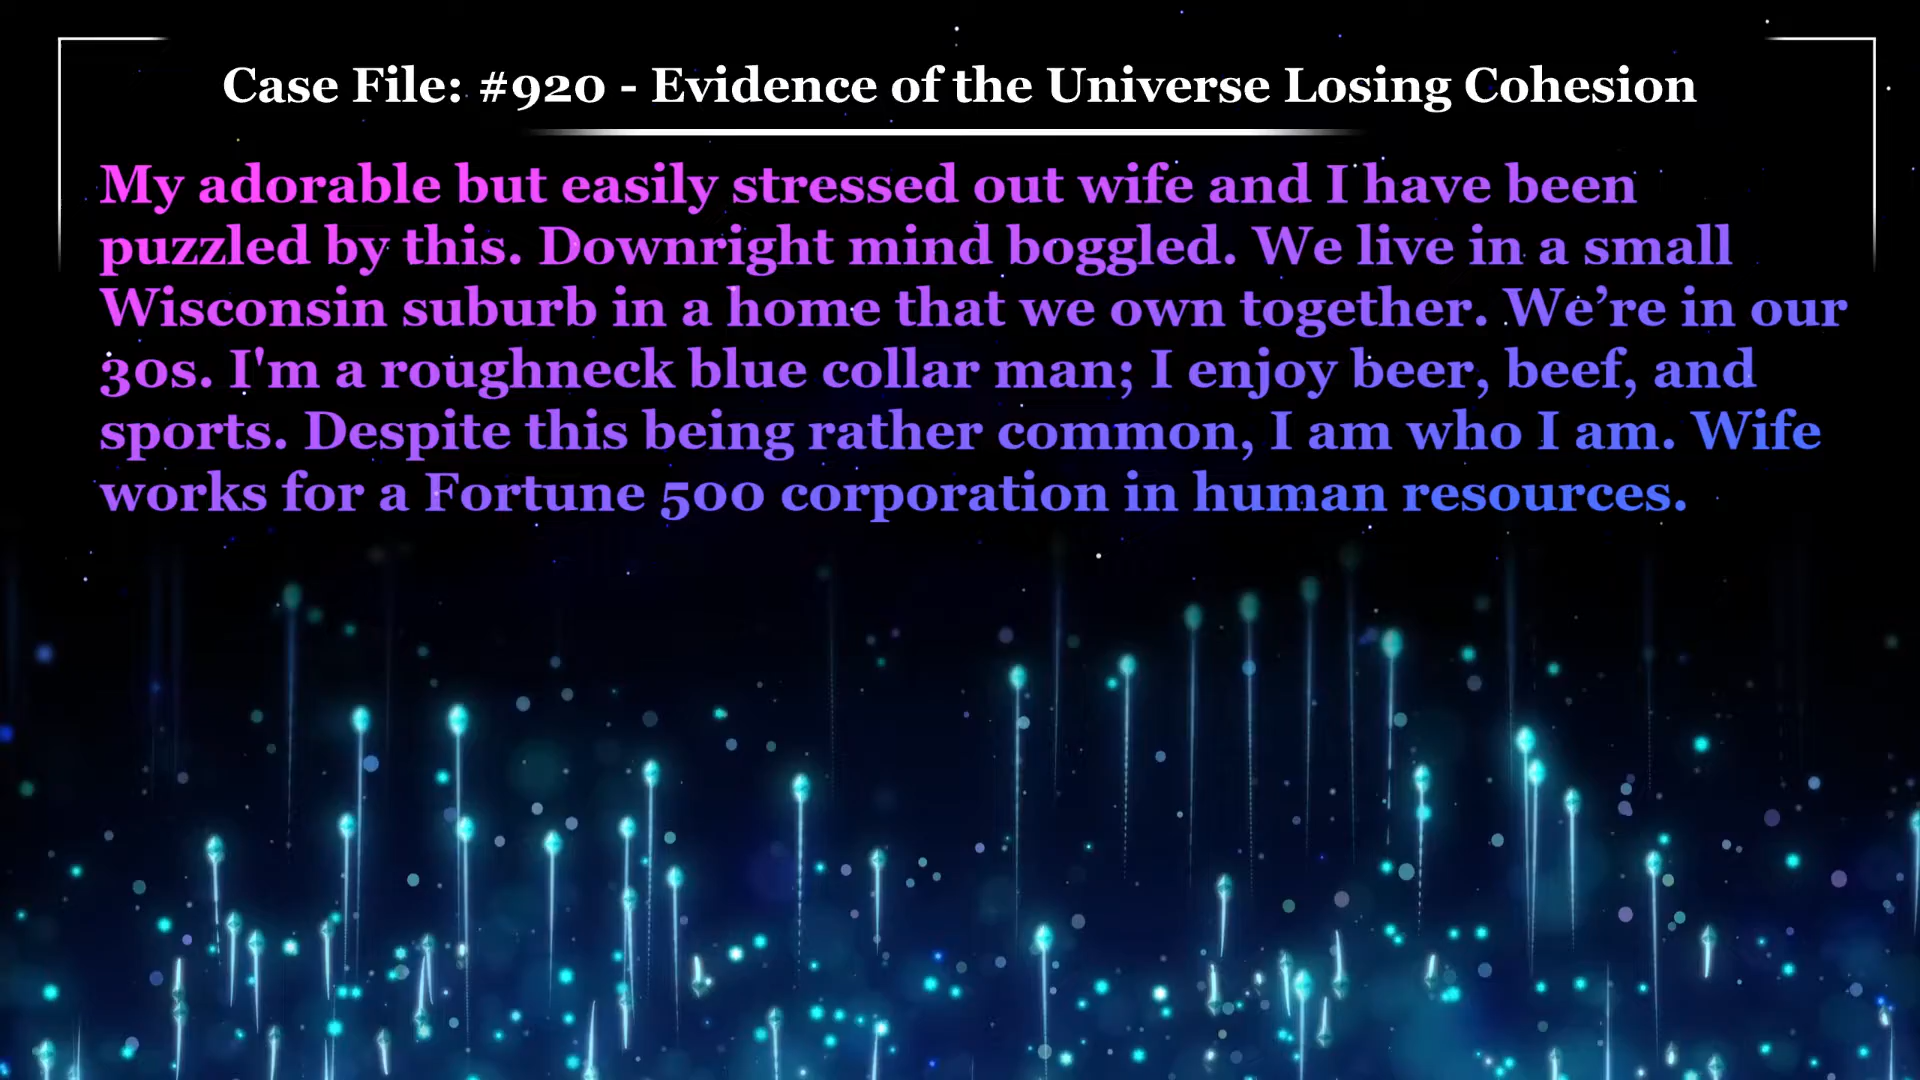 Case File: #920 - Evidence of the Universe Losing Cohesion
My adorable but easily stressed out wife and I have been
puzzled by this. Downright mind boggled. We live in a small
Wisconsin suburb in a home that we own together. We’re in our
30s. I'm a roughneck blue collar man; I enjoy beer, beef, and
sports. Despite this being rather common, I am who I am. Wife
works for a Fortune 500 corporation in human resources.